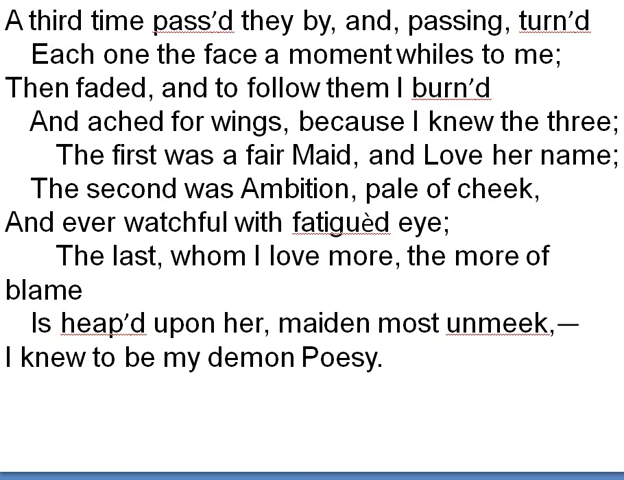 A third time pass’d they by, and, passing, turn’d
Each one the face a moment whiles to me;
Then faded, and to follow them I burn’d
And ached for wings, because I knew the three;
The first was a fair Maid, and Love her name;
The second was Ambition, pale of cheek,
And ever watchful with fatiguèd eye;
The last, whom I love more, the more of
blame
Is heap’d upon her, maiden most unmeek,—
I knew to be my demon Poesy.